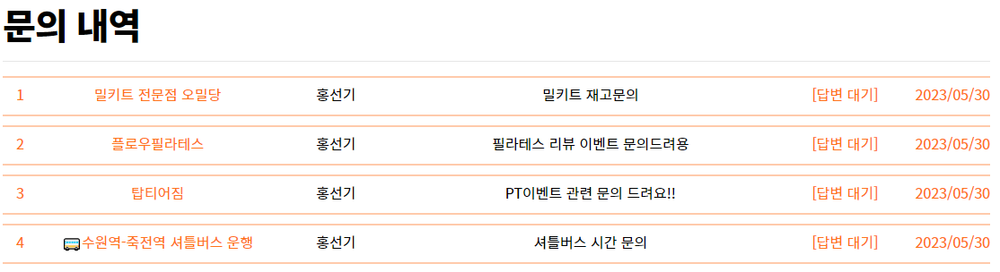 문의 내역
1 밀키트 전문점 오밀당 홍선기 밀키트 재고문의 [답변 대기] 2023/05/30
2 플로우필라테스 홍선기 필라테스 리뷰 이벤트 문의드려용 [답변 대기] 2023/05/30
3 탑티어짐 홍선기 PT이벤트 관련 문의 드려요!! [답변 대기] 2023/05/30
4 🚌수원역-죽전역 셔틀버스 운행 홍선기 셔틀버스 시간 문의 [답변 대기] 2023/05/30